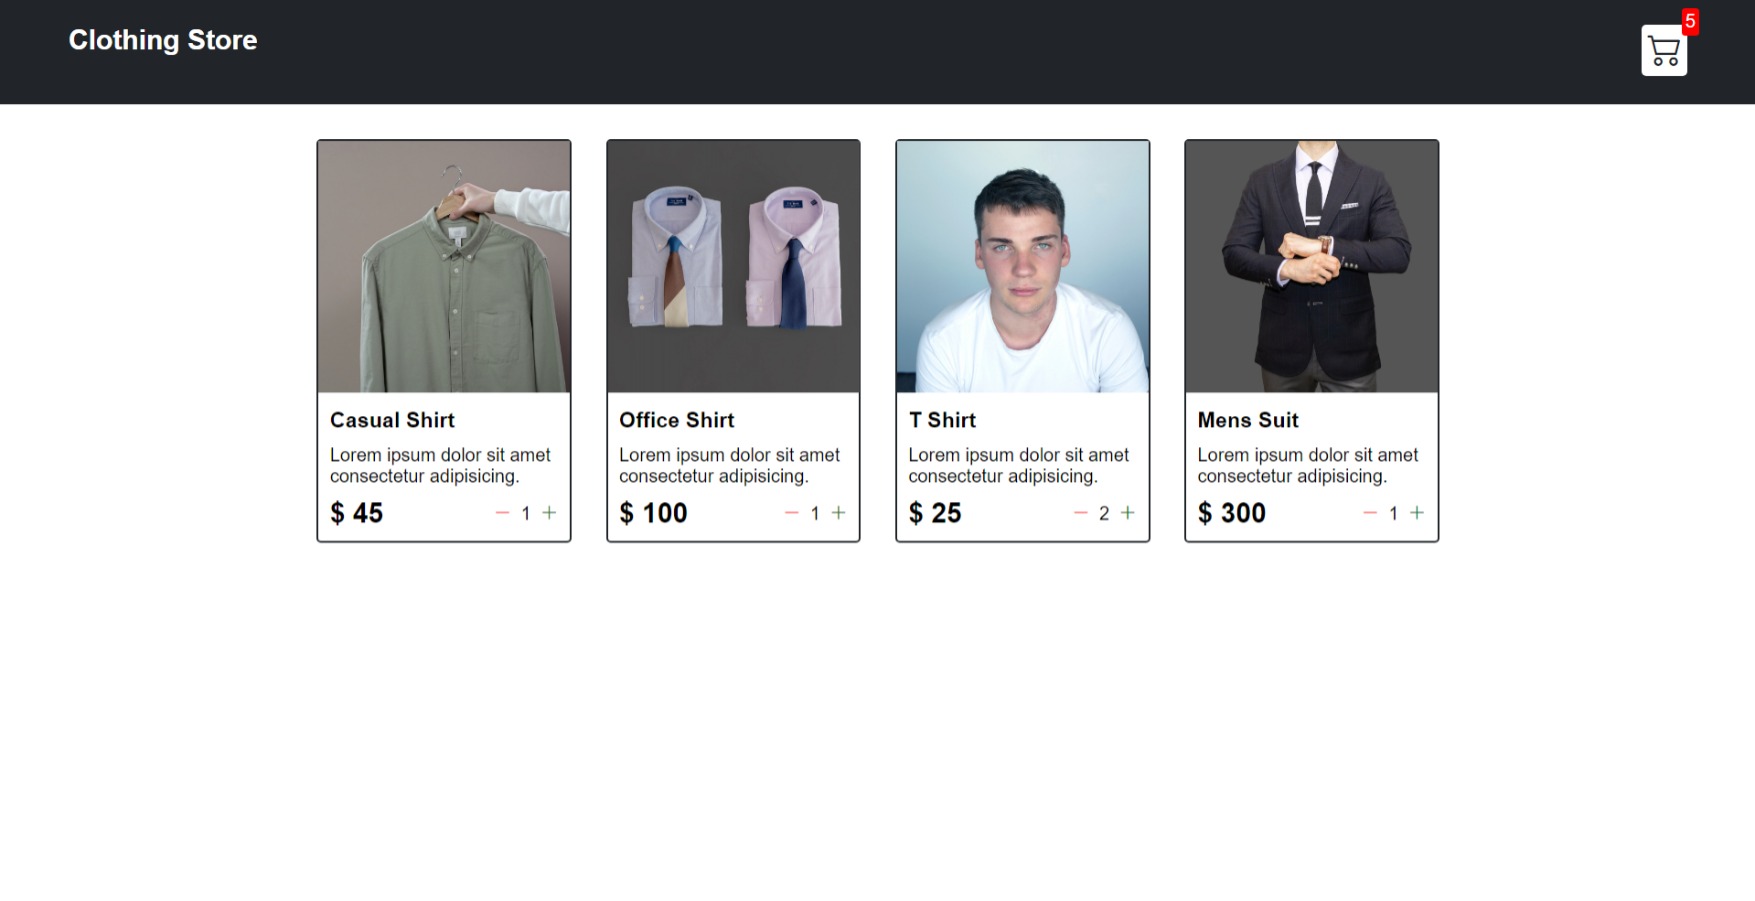 Clothing Store
5
Casual Shirt
Lorem ipsum dolor sit amet
consectetur adipisicing.
$ 45
− 1 +
Office Shirt
Lorem ipsum dolor sit amet
consectetur adipisicing.
$ 100
− 1 +
T Shirt
Lorem ipsum dolor sit amet
consectetur adipisicing.
$ 25
− 2 +
Mens Suit
Lorem ipsum dolor sit amet
consectetur adipisicing.
$ 300
− 1 +